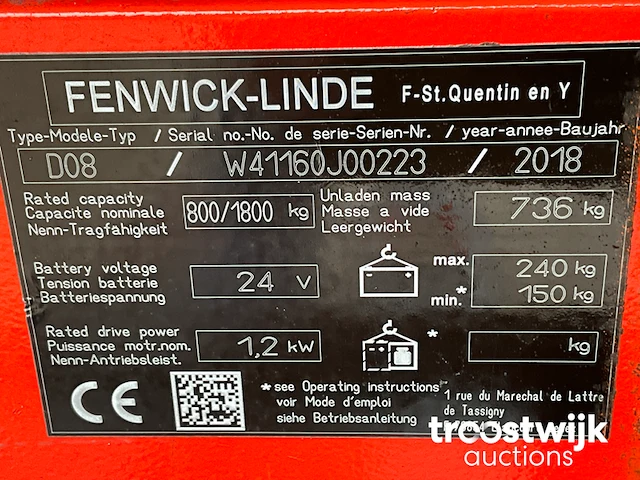 FENWICK-LINDE F-St.Quentin en Y
Type-Modele-Typ / Serial no.-No. de serie-Serien-Nr. / year-annee-Baujahr
D08 / W41160J00223 / 2018
Rated capacity
Capacite nominale
Nenn-Tragfähigkeit
800/1800 kg
Unladen mass
Masse a vide
Leergewicht
736 kg
Battery voltage
Tension batterie
Batteriespannung
24 V
max. 240 kg
min.* 150 kg
Rated drive power
Puissance motr.nom.
Nenn-Antriebsleist.
1,2 kW
* kg
CE
*see Operating instructions
voir Mode d'emploi
siehe Betriebsanleitung
1 rue du Marechal de Lattre
de Tassigny
troostwijk
auctions